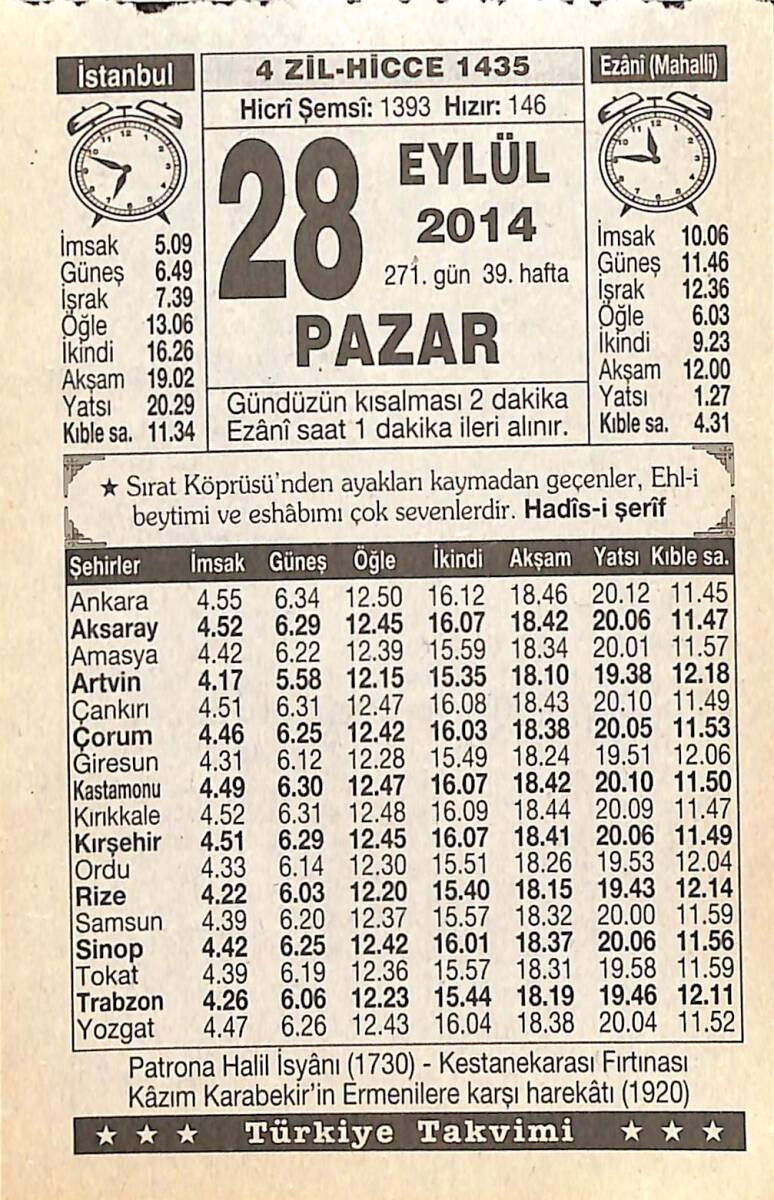 İstanbul
4 ZİL-HİCCE 1435
Ezânî (Mahallî)
Hicrî Şemsî: 1393 Hızır: 146
28
EYLÜL
2014
271. gün 39. hafta
PAZAR
İmsak 5.09
Güneş 6.49
İşrak 7.39
Öğle 13.06
İkindi 16.26
Akşam 19.02
Yatsı 20.29
Kıble sa. 11.34
İmsak 10.06
Güneş 11.46
İşrak 12.36
Öğle 6.03
İkindi 9.23
Akşam 12.00
Yatsı 1.27
Kıble sa. 4.31
Gündüzün kısalması 2 dakika
Ezânî saat 1 dakika ileri alınır.
★ Sırat Köprüsü'nden ayakları kaymadan geçenler, Ehl-i
beytimi ve eshâbımı çok sevenlerdir. Hadîs-i şerîf
Şehirler İmsak Güneş Öğle İkindi Akşam Yatsı Kıble sa.
Ankara 4.55 6.34 12.50 16.12 18.46 20.12 11.45
Aksaray 4.52 6.29 12.45 16.07 18.42 20.06 11.47
Amasya 4.42 6.22 12.39 15.59 18.34 20.01 11.57
Artvin 4.17 5.58 12.15 15.35 18.10 19.38 12.18
Çankırı 4.51 6.31 12.47 16.08 18.43 20.10 11.49
Çorum 4.46 6.25 12.42 16.03 18.38 20.05 11.53
Giresun 4.31 6.12 12.28 15.49 18.24 19.51 12.06
Kastamonu 4.49 6.30 12.47 16.07 18.42 20.10 11.50
Kırıkkale 4.52 6.31 12.48 16.09 18.44 20.09 11.47
Kırşehir 4.51 6.29 12.45 16.07 18.41 20.06 11.49
Ordu 4.33 6.14 12.30 15.51 18.26 19.53 12.04
Rize 4.22 6.03 12.20 15.40 18.15 19.43 12.14
Samsun 4.39 6.20 12.37 15.57 18.32 20.00 11.59
Sinop 4.42 6.25 12.42 16.01 18.37 20.06 11.56
Tokat 4.39 6.19 12.36 15.57 18.31 19.58 11.59
Trabzon 4.26 6.06 12.23 15.44 18.19 19.46 12.11
Yozgat 4.47 6.26 12.43 16.04 18.38 20.04 11.52
Patrona Halil İsyânı (1730) - Kestanekarası Fırtınası
Kâzım Karabekir'in Ermenilere karşı harekâtı (1920)
★ ★ ★ Türkiye Takvimi ★ ★ ★